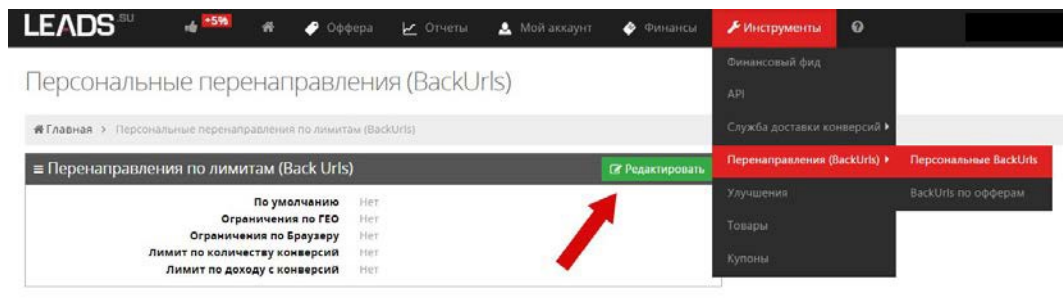 LEADS.SU +5% Оффера Отчеты Мой аккаунт Финансы Инструменты
Финансовый фид
Персональные перенаправления (BackUrls)
API
Главная > Персональные перенаправления по лимитам (BackUrls)
Служба доставки конверсий
Перенаправления по лимитам (Back Urls) Редактировать
Перенаправления (BackUrls) Персональные BackUrls
По умолчанию Нет
Улучшения BackUrls по офферам
Ограничения по ГЕО Нет
Ограничения по Браузеру Нет
Товары
Лимит по количеству конверсий Нет
Лимит по доходу с конверсий Нет
Купоны